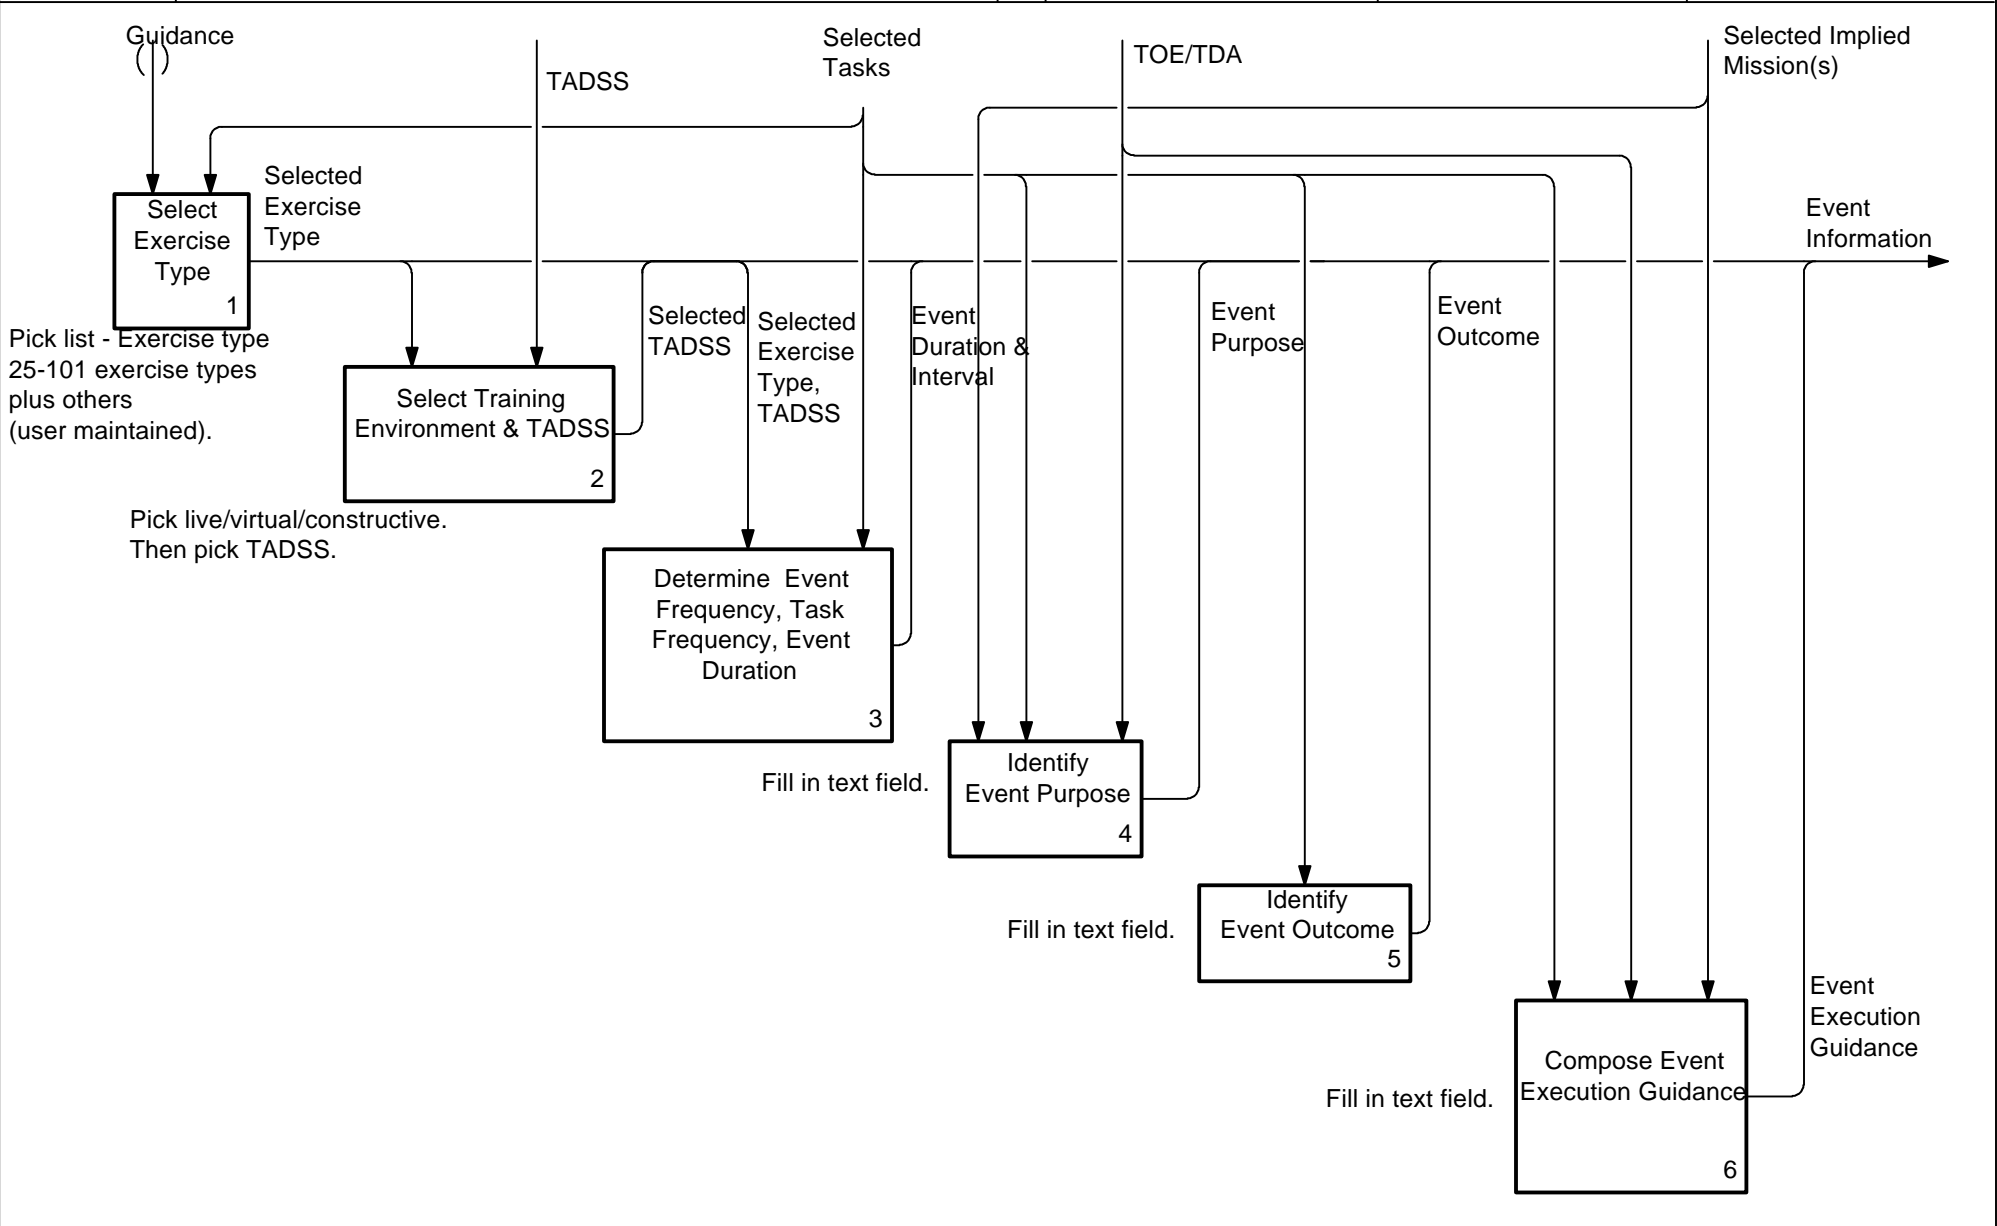 Guidance
TADSS
Selected
Tasks
TOE/TDA
Selected Implied
Mission(s)
Selected
Exercise
Type
Select
Exercise
Type
1
Event
Information
Pick list - Exercise type
25-101 exercise types
plus others
(user maintained).
Selected
TADSS
Selected
Exercise
Type,
TADSS
Event
Duration &
Interval
Event
Purpose
Event
Outcome
Select Training
Environment & TADSS
2
Pick live/virtual/constructive.
Then pick TADSS.
Determine  Event
Frequency, Task
Frequency, Event
Duration
3
Fill in text field.
Identify
Event Purpose
4
Fill in text field.
Identify
Event Outcome
5
Event
Execution
Guidance
Fill in text field.
Compose Event
Execution Guidance
6